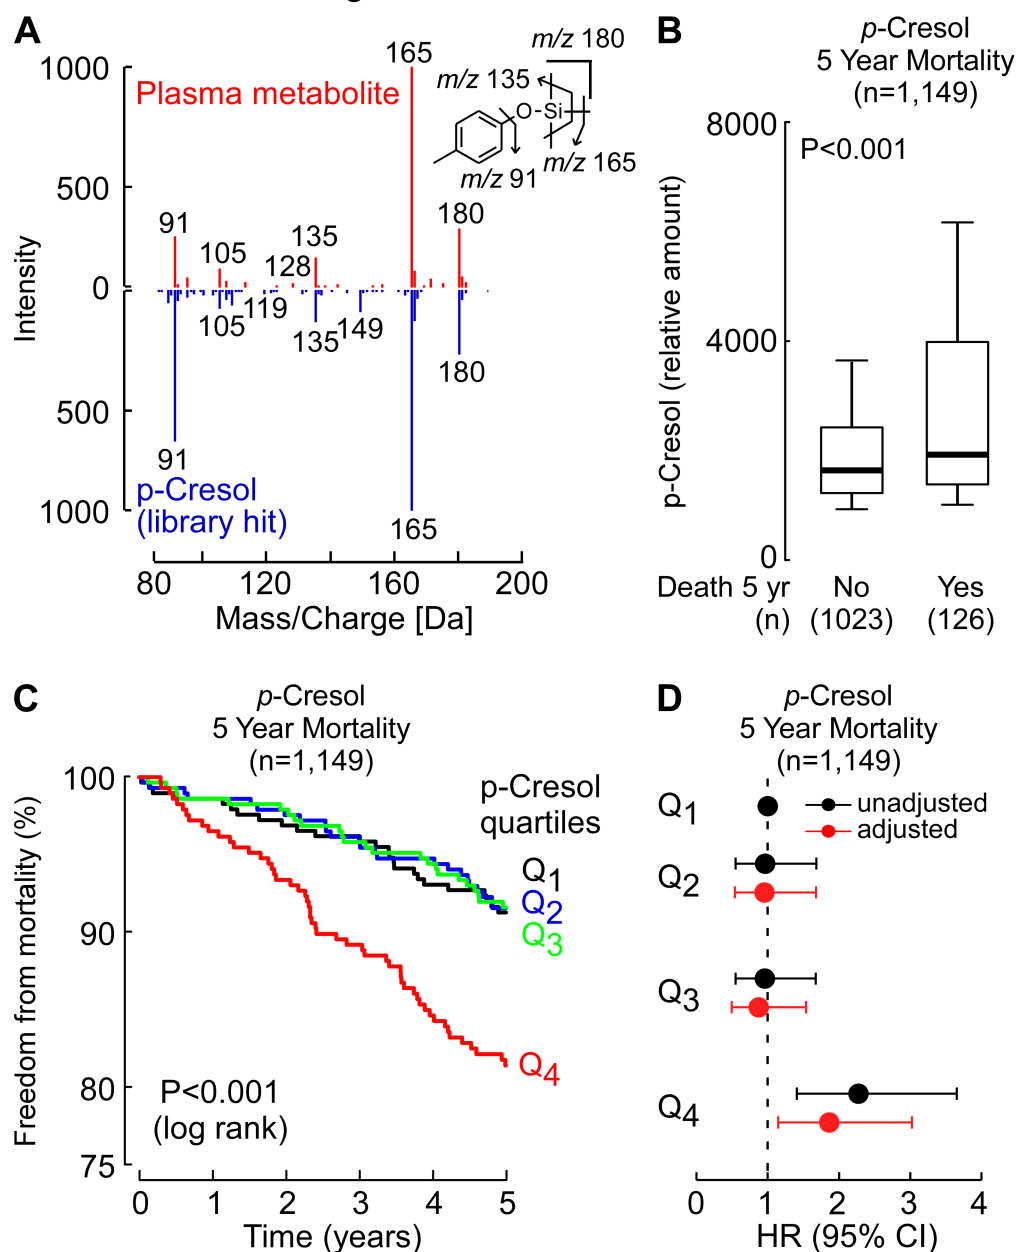 A
1000
500
0
500
1000
Intensity
Plasma metabolite
165
m/z 180
m/z 135
O
Si
m/z 165
m/z 91
91
105
128
135
180
105
119
135
149
180
91
165
p-Cresol
(library hit)
80
120
160
200
Mass/Charge [Da]
B
p-Cresol
5 Year Mortality
(n=1,149)
P<0.001
8000
4000
0
p-Cresol (relative amount)
Death 5 yr No Yes
(n) (1023) (126)
C
p-Cresol
5 Year Mortality
(n=1,149)
100
90
80
75
Freedom from mortality (%)
p-Cresol
quartiles
Q1
Q2
Q3
Q4
P<0.001
(log rank)
0 1 2 3 4 5
Time (years)
D
p-Cresol
5 Year Mortality
(n=1,149)
unadjusted
adjusted
Q1
Q2
Q3
Q4
0 1 2 3 4
HR (95% CI)